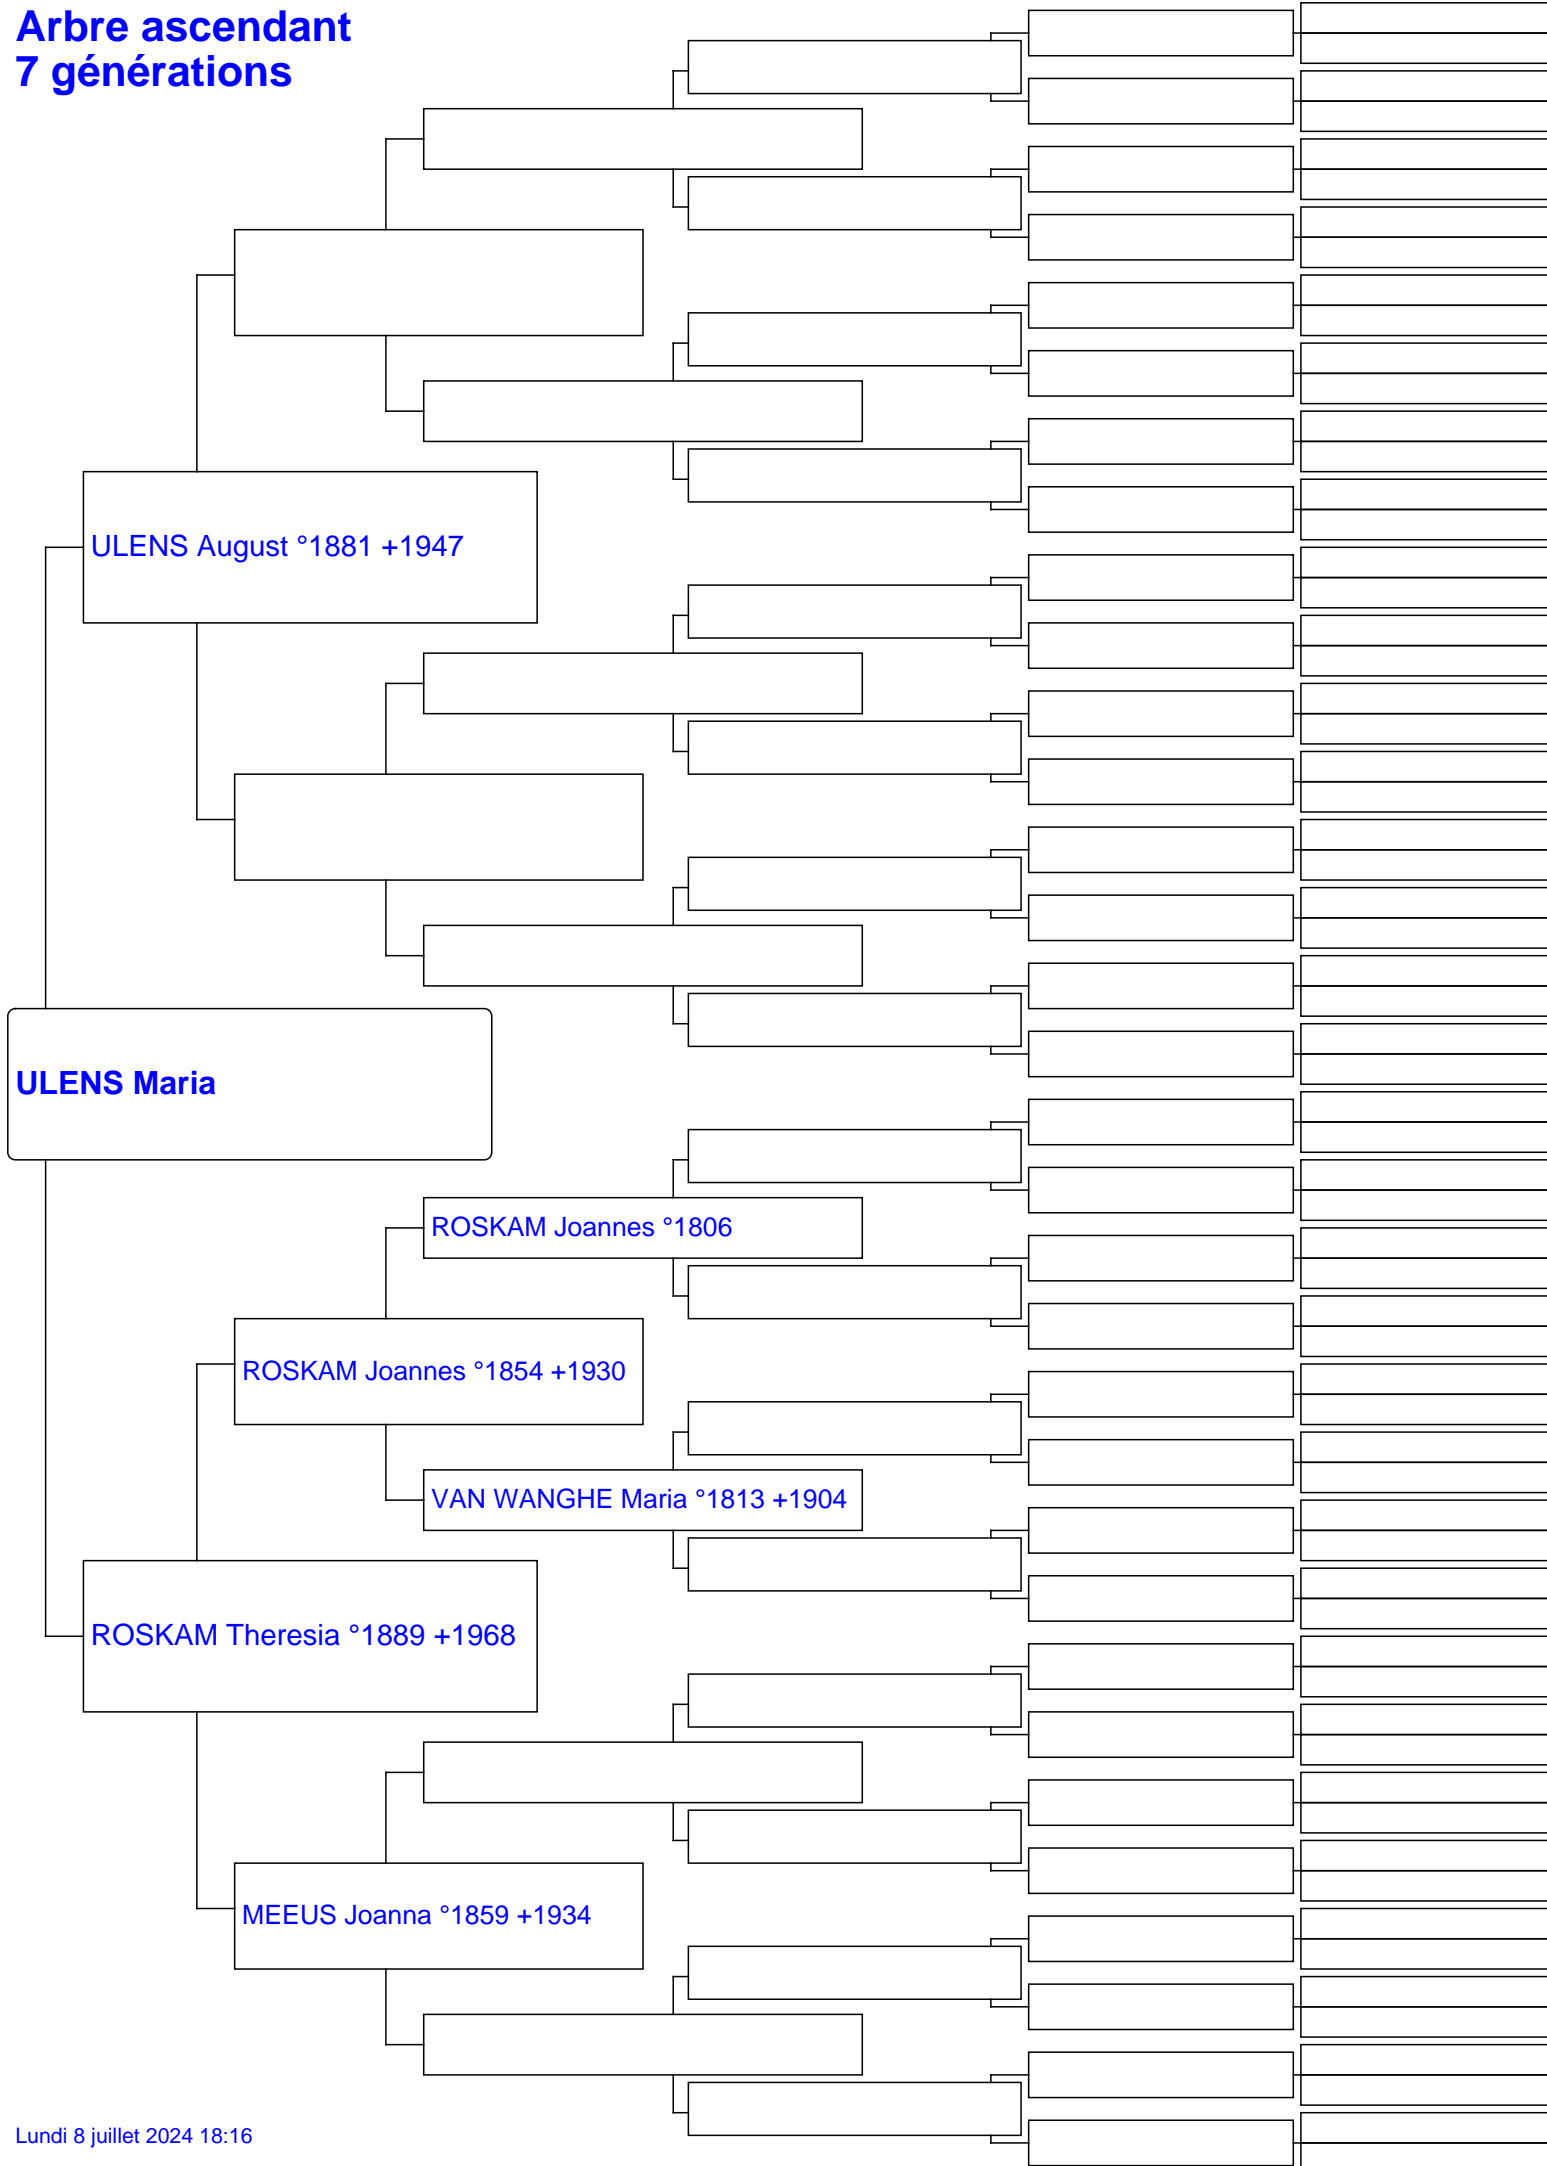 Arbre ascendant
7 générations
ULENS August °1881 +1947
ULENS Maria
ROSKAM Joannes °1806
ROSKAM Joannes °1854 +1930
VAN WANGHE Maria °1813 +1904
ROSKAM Theresia °1889 +1968
MEEUS Joanna °1859 +1934
Lundi 8 juillet 2024 18:16